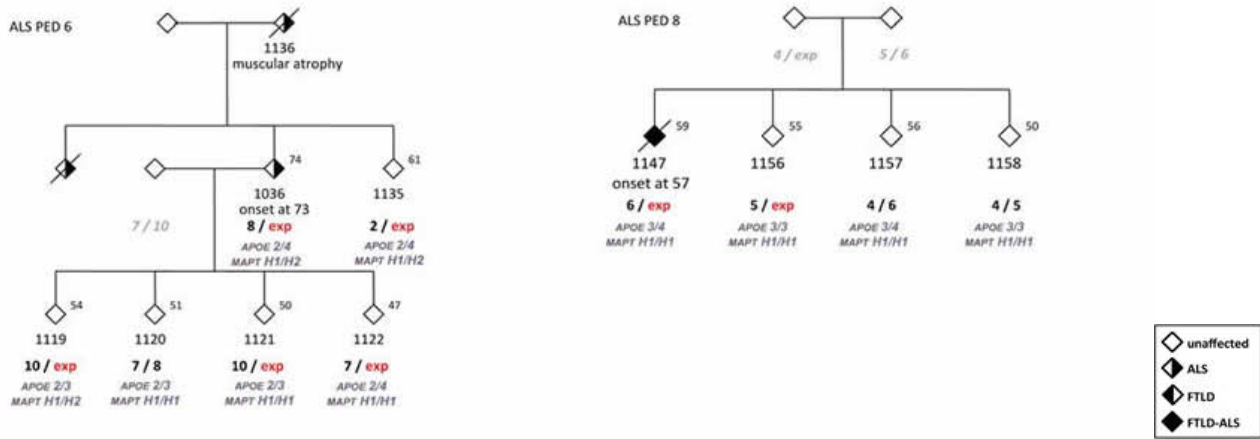 ALS PED 6
1136
muscular atrophy
74
61
1036
onset at 73
1135
7 / 10
8 / exp
2 / exp
APOE 2/4
APOE 2/4
MAPT H1/H2
MAPT H1/H2
54
51
50
47
1119
1120
1121
1122
10 / exp
7 / 8
10 / exp
7 / exp
APOE 2/3
APOE 2/3
APOE 2/3
APOE 2/4
MAPT H1/H2
MAPT H1/H1
MAPT H1/H1
MAPT H1/H1
ALS PED 8
4 / exp
5 / 6
59
55
56
50
1147
1156
1157
1158
onset at 57
6 / exp
5 / exp
4 / 6
4 / 5
APOE 3/4
APOE 3/3
APOE 3/4
APOE 3/3
MAPT H1/H1
MAPT H1/H1
MAPT H1/H1
MAPT H1/H1
unaffected
ALS
FTLD
FTLD-ALS